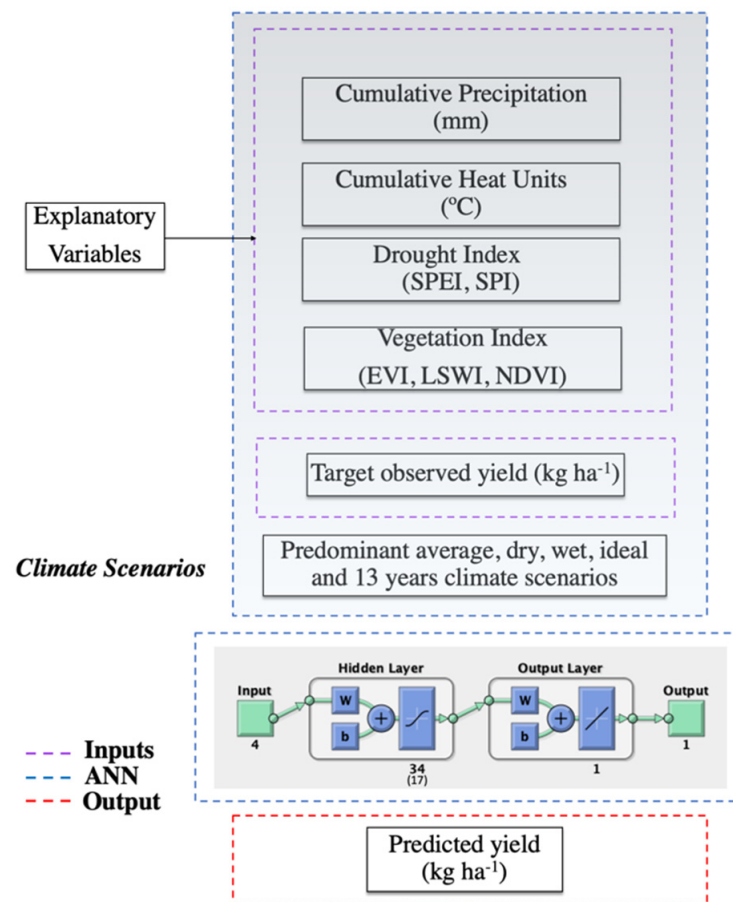 Cumulative Precipitation
(mm)
Cumulative Heat Units
(ºC)
Explanatory
Variables
Drought Index
(SPEI, SPI)
Vegetation Index
(EVI, LSWI, NDVI)
Target observed yield (kg ha⁻¹)
Climate Scenarios
Predominant average, dry, wet, ideal
and 13 years climate scenarios
Hidden Layer
Output Layer
Input
Output
W
b
+
W
b
+
4
34
(17)
1
1
Inputs
ANN
Output
Predicted yield
(kg ha⁻¹)